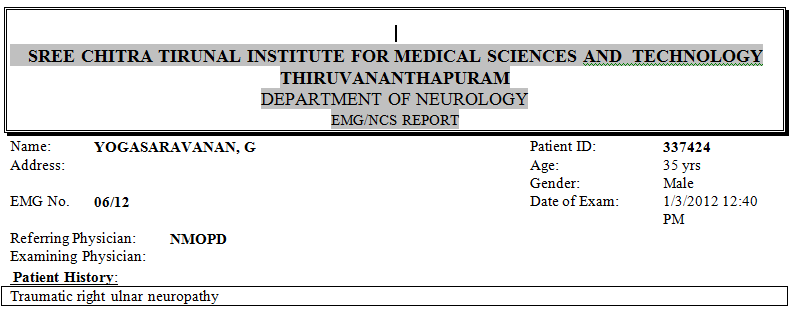 SREE CHITRA TIRUNAL INSTITUTE FOR MEDICAL SCIENCES AND TECHNOLOGY
THIRUVANANTHAPURAM
DEPARTMENT OF NEUROLOGY
EMG/NCS REPORT
Name: YOGASARAVANAN, G Patient ID: 337424
Address: Age: 35 yrs
Gender: Male
EMG No. 06/12 Date of Exam: 1/3/2012 12:40
PM
Referring Physician: NMOPD
Examining Physician:
Patient History:
Traumatic right ulnar neuropathy